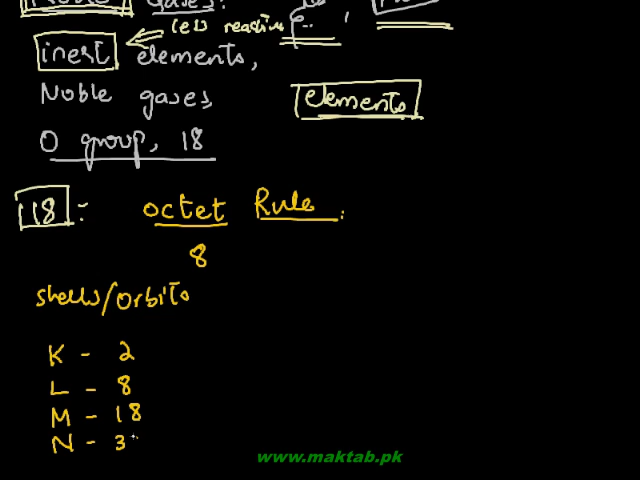 gases:
less reactive
inert elements,
Noble gases
elements
O group, 18
18: octet Rule:
8
shells/orbits
K - 2
L - 8
M - 18
N - 3
www.maktab.pk